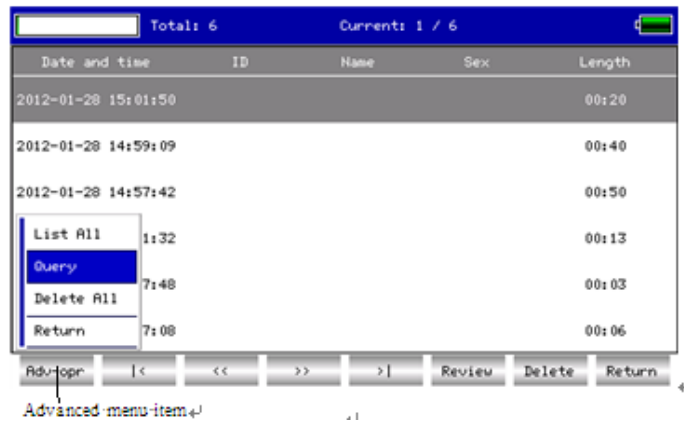 Total: 6 Current: 1 / 6
Date and time ID Name Sex Length
2012-01-28 15:01:50 00:20
2012-01-28 14:59:09 00:40
2012-01-28 14:57:42 00:50
List All
1:32 00:13
Query
7:48 00:03
Delete All
Return
7:08 00:06
Adv-opr |< << >> >| Review Delete Return
Advanced menu item